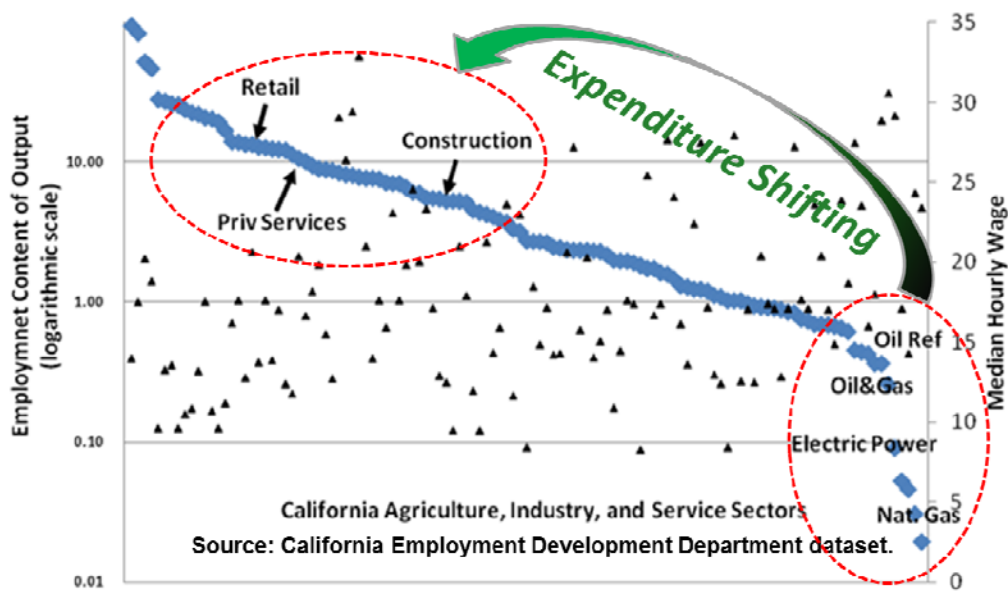 Employmnet Content of Output
(logarithmic scale)
10.00
1.00
0.10
0.01
Retail
Priv Services
Construction
Expenditure Shifting
Oil Ref
Oil&Gas
Electric Power
Nat. Gas
California Agriculture, Industry, and Service Sectors
Source: California Employment Development Department dataset.
35
30
25
20
15
10
5
0
Median Hourly Wage